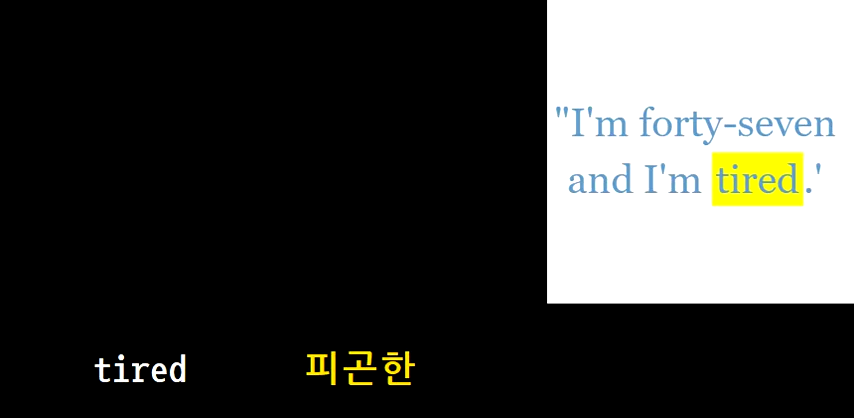 "I'm forty-seven
and I'm tired.'
tired 피곤한